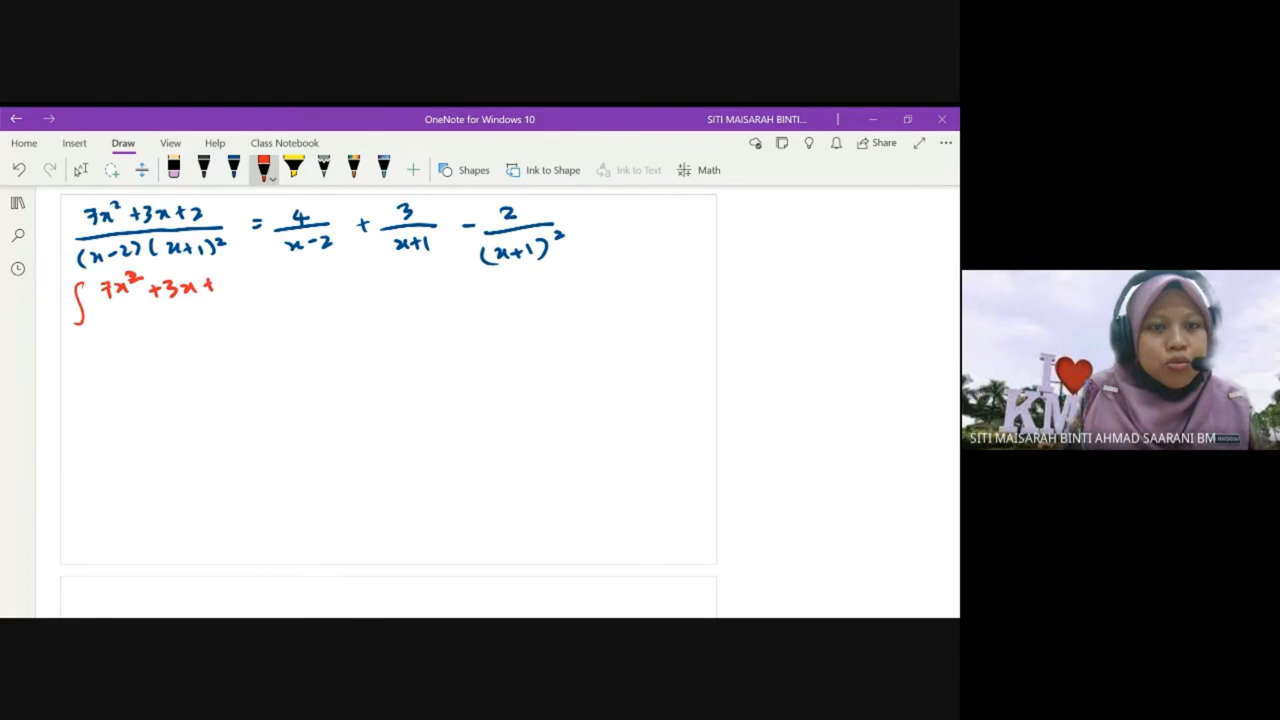 OneNote for Windows 10 SITI MAISARAH BINTI...
Home Insert Draw View Help Class Notebook Share
Shapes Ink to Shape Ink to Text Math
7x² + 3x + 2 / (x-2)(x+1)² = 4 / x-2 + 3 / x+1 - 2 / (x+1)²
∫ 7x² + 3x +
I ❤ KM
SITI MAISARAH BINTI AHMAD SAARANI BM